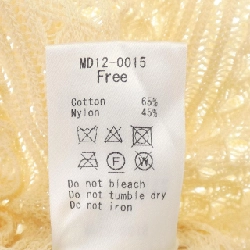 MD12-0015
Free
Cotton 65%
Nylon 45%
F W
Do not bleach
Do not tumble dry
Do not iron